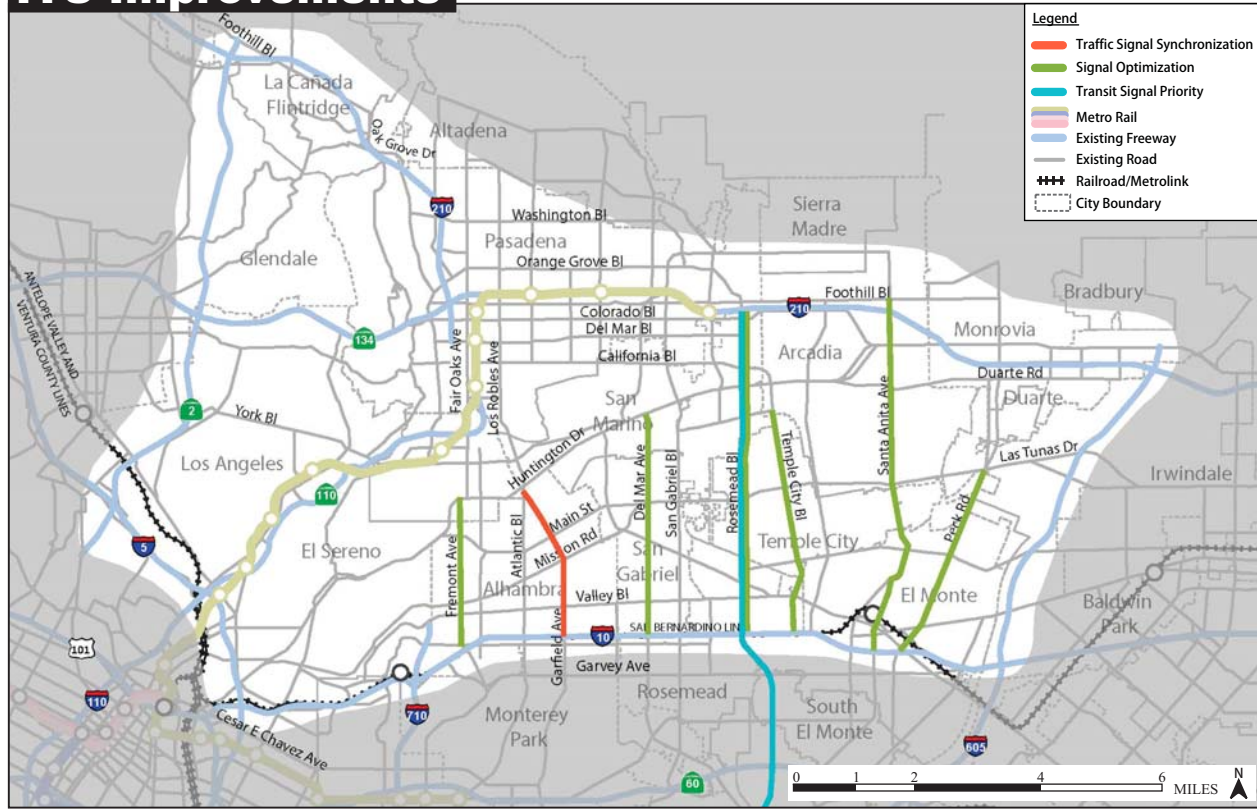 ITS Improvements
Legend
Traffic Signal Synchronization
Signal Optimization
Transit Signal Priority
Metro Rail
Existing Freeway
Existing Road
Railroad/Metrolink
City Boundary
Foothill Bl
La Cañada
Flintridge
Oak Grove Dr
Altadena
210
Washington Bl
Sierra
Madre
Pasadena
Glendale
Orange Grove Bl
ANTELOPE VALLEY AND
VENTURA COUNTY LINES
Foothill Bl
Bradbury
Colorado Bl
210
Del Mar Bl
Monrovia
134
California Bl
Arcadia
Fair Oaks Ave
Los Robles Ave
Duarte Rd
Duarte
2
York Bl
San
Marino
Santa Anita Ave
Huntington Dr
Las Tunas Dr
Los Angeles
Del Mar Ave
San Gabriel Bl
Rosemead Bl
Temple City Bl
Irwindale
110
Peck Rd
Main St
5
El Sereno
Atlantic Bl
Mission Rd
Temple City
Fremont Ave
San
Gabriel
Alhambra
Valley Bl
El Monte
Baldwin
Park
Garfield Ave
10
101
Garvey Ave
Rosemead
110
710
Monterey
Park
South
El Monte
Cesar E Chavez Ave
605
60
0 1 2 4 6 MILES
N